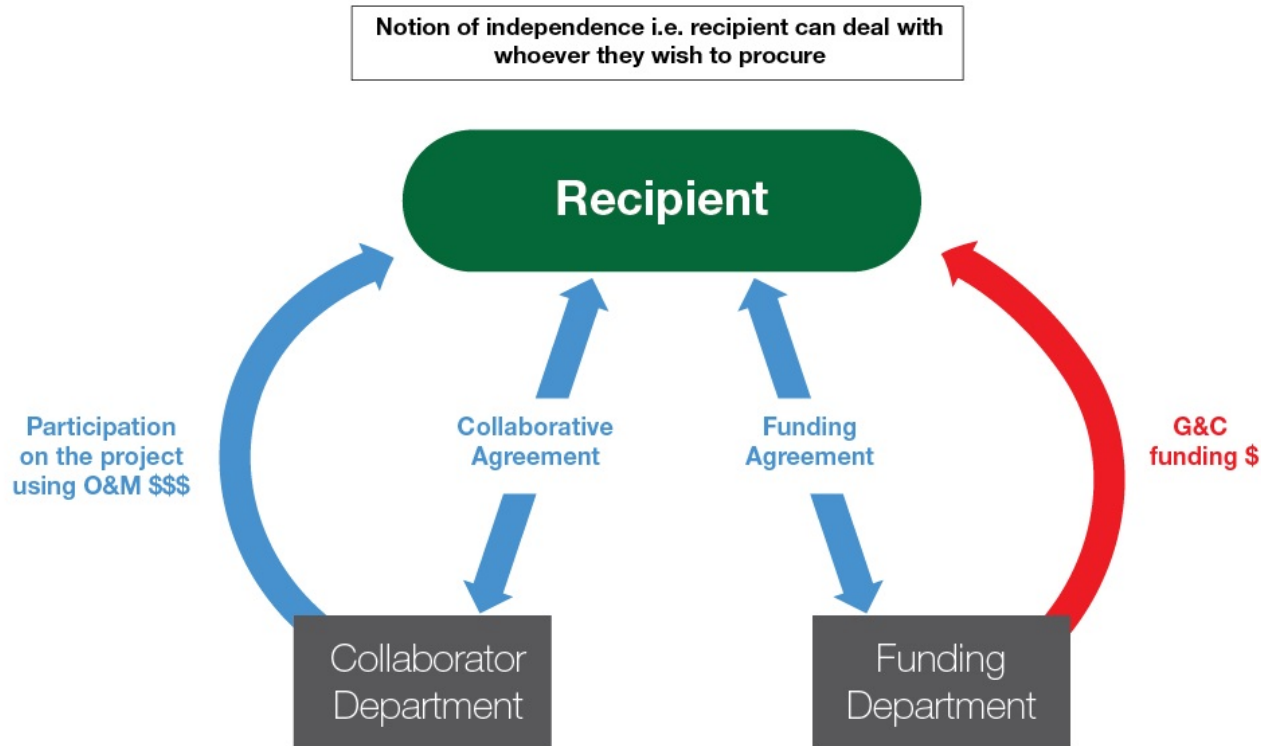 Notion of independence i.e. recipient can deal with
whoever they wish to procure
Recipient
Participation
on the project
using O&M $$$
Collaborative
Agreement
Funding
Agreement
G&C
funding $
Collaborator
Department
Funding
Department